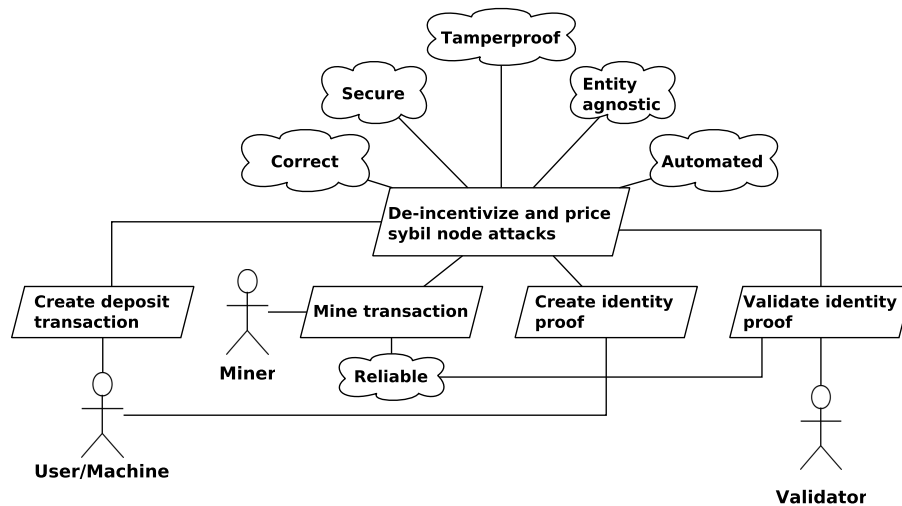 Tamperproof
Secure
Entity
agnostic
Correct
Automated
De-incentivize and price
sybil node attacks
Create deposit
transaction
Mine transaction
Create identity
proof
Validate identity
proof
Miner
Reliable
User/Machine
Validator